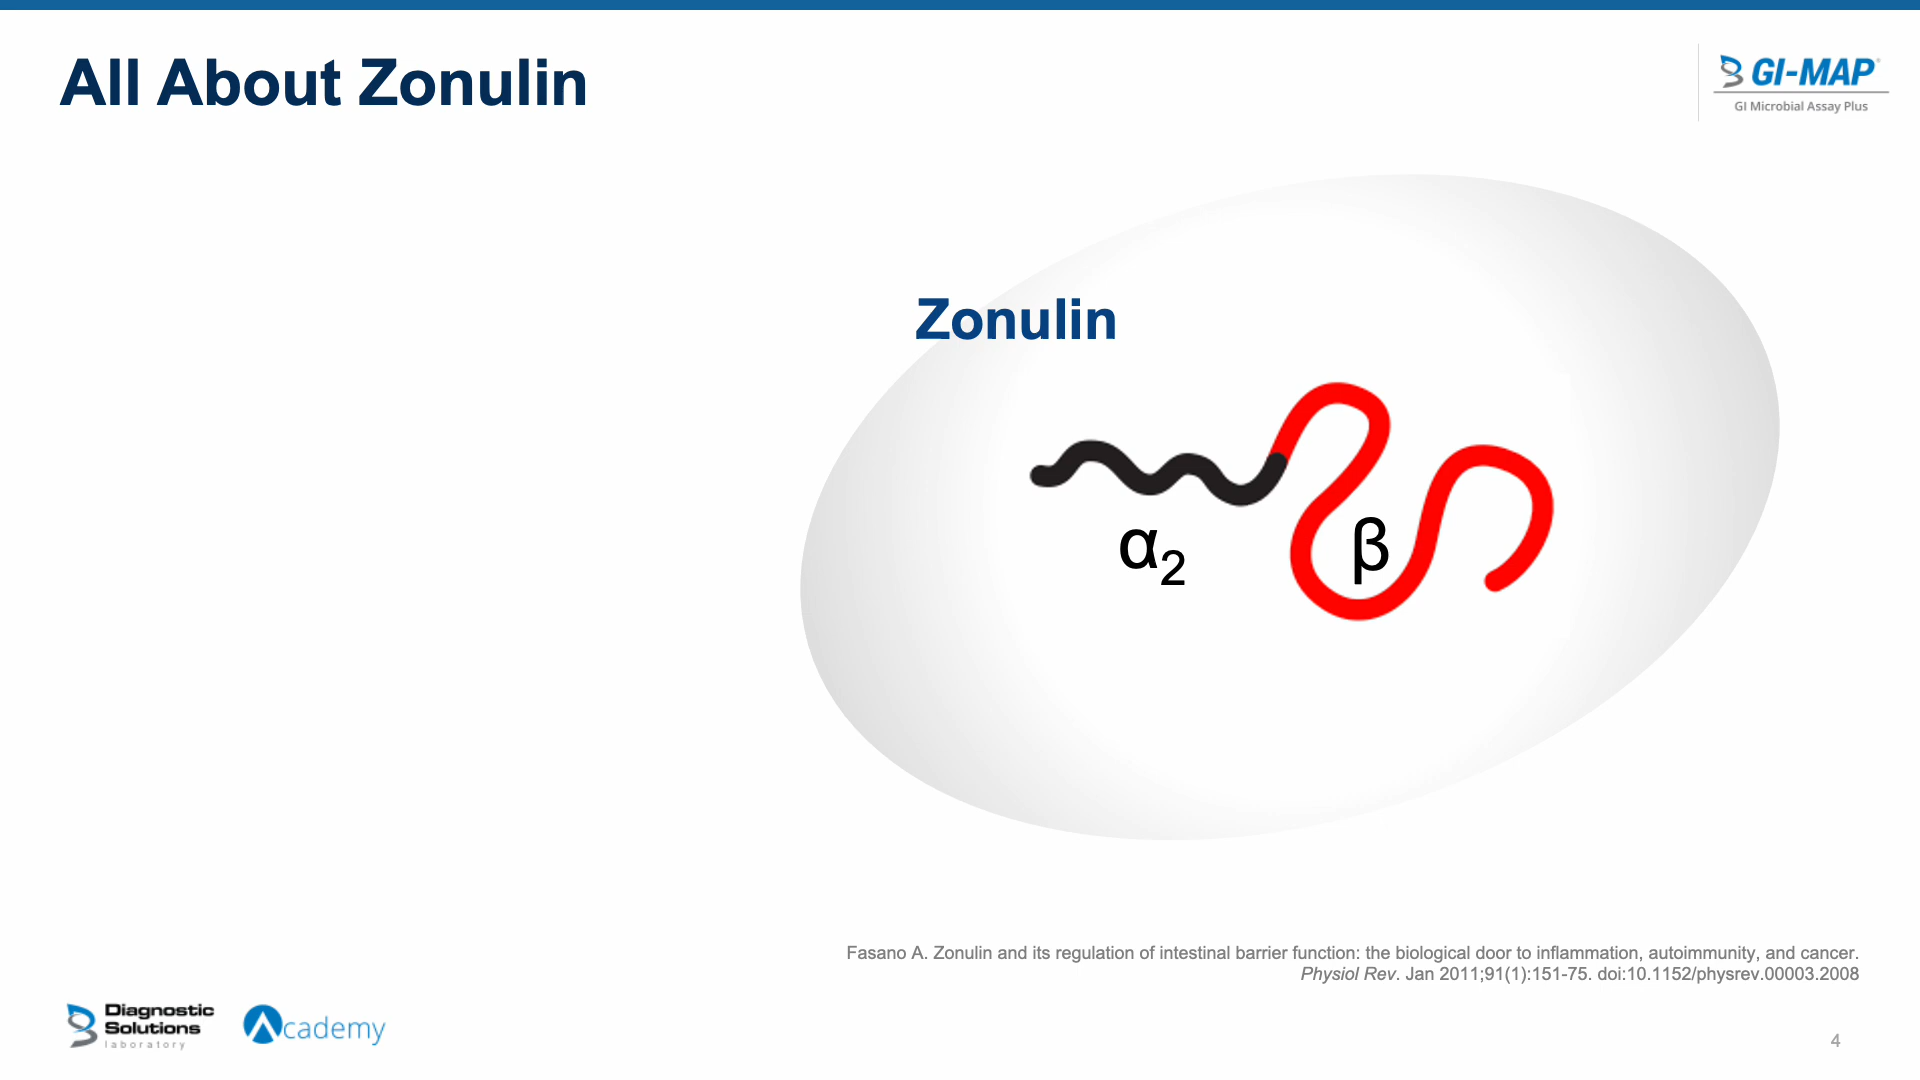 All About Zonulin
GI-MAP®
GI Microbial Assay Plus
Zonulin
α₂
β
Fasano A. Zonulin and its regulation of intestinal barrier function: the biological door to inflammation, autoimmunity, and cancer.
Physiol Rev. Jan 2011;91(1):151-75. doi:10.1152/physrev.00003.2008
Diagnostic
Solutions
laboratory
Academy
4